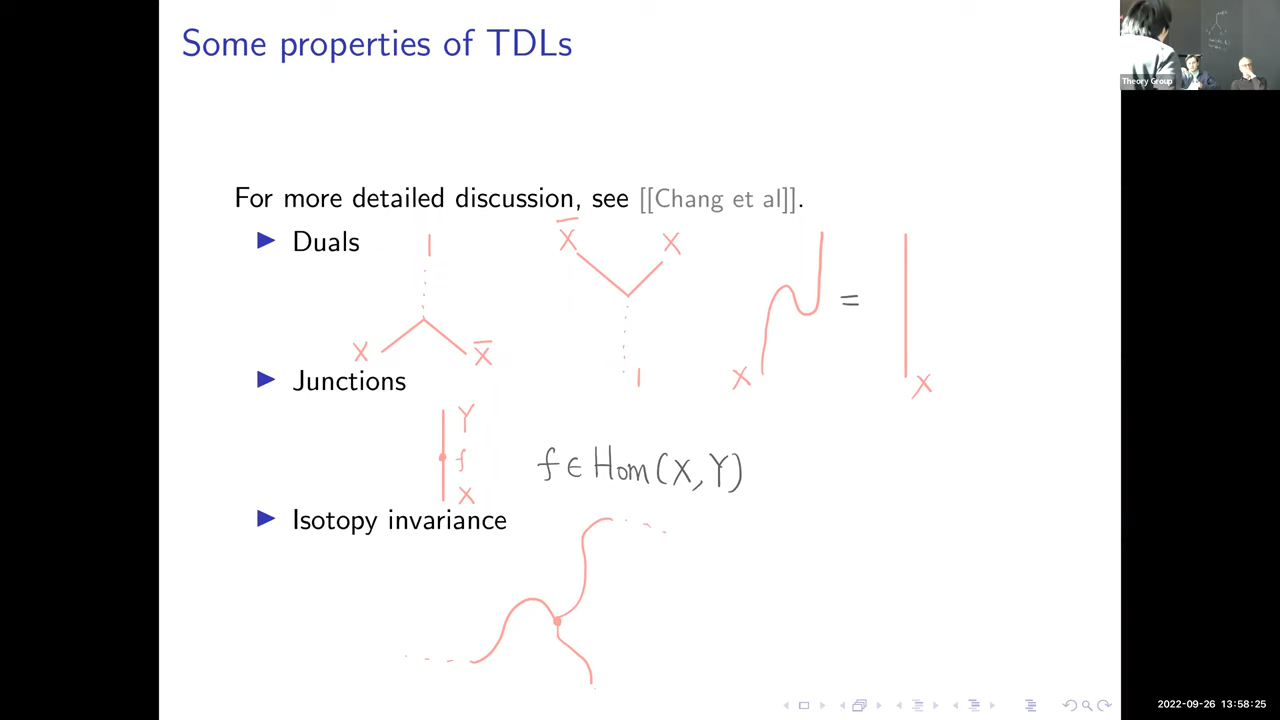 Some properties of TDLs
Theory Group
For more detailed discussion, see [[Chang et al]].
Duals
1
X X̅
X̅ X
1
X = X
Junctions
Y
f
X
f ∈ Hom(X, Y)
Isotopy invariance
2022-09-26 13:58:25